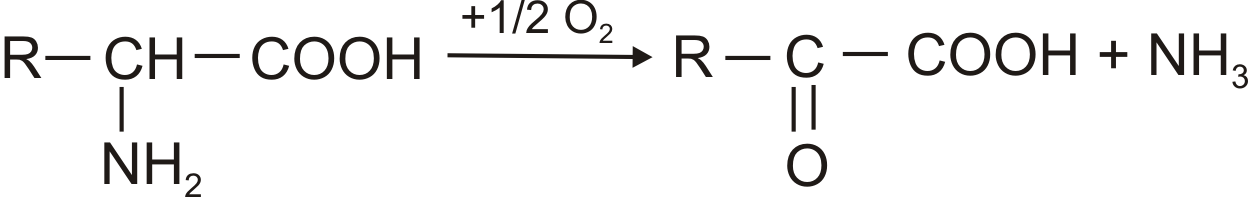 +1/2 O₂
R—CH—COOH → R—C—COOH + NH₃
NH₂ O